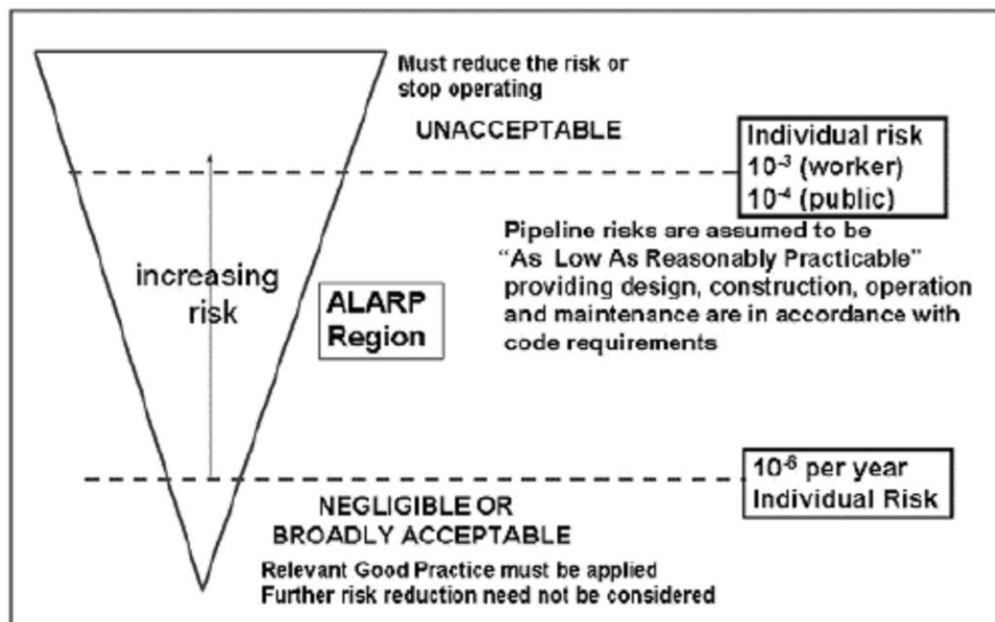 Must reduce the risk or
stop operating
UNACCEPTABLE
Individual risk
10⁻³ (worker)
10⁻⁴ (public)
Pipeline risks are assumed to be
“As Low As Reasonably Practicable”
providing design, construction, operation
and maintenance are in accordance with
code requirements
increasing
risk
ALARP
Region
10⁻⁶ per year
Individual Risk
NEGLIGIBLE OR
BROADLY ACCEPTABLE
Relevant Good Practice must be applied
Further risk reduction need not be considered